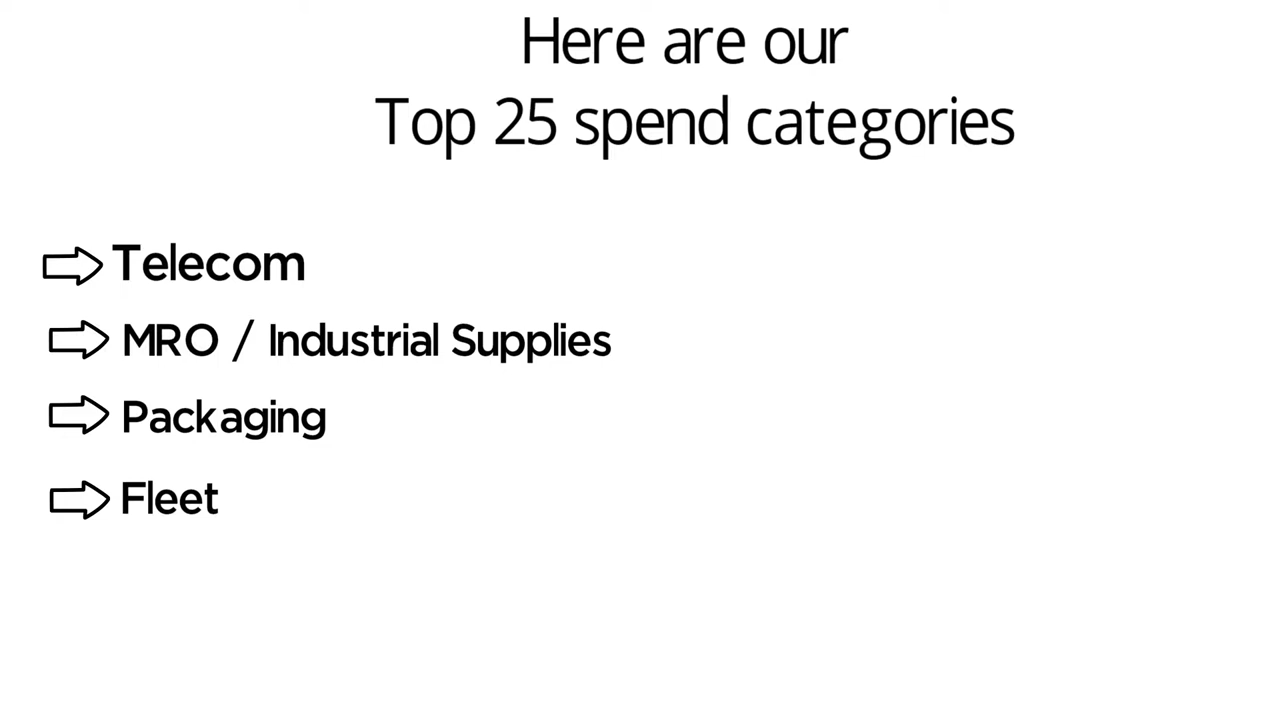 Here are our
Top 25 spend categories
Telecom
MRO / Industrial Supplies
Packaging
Fleet